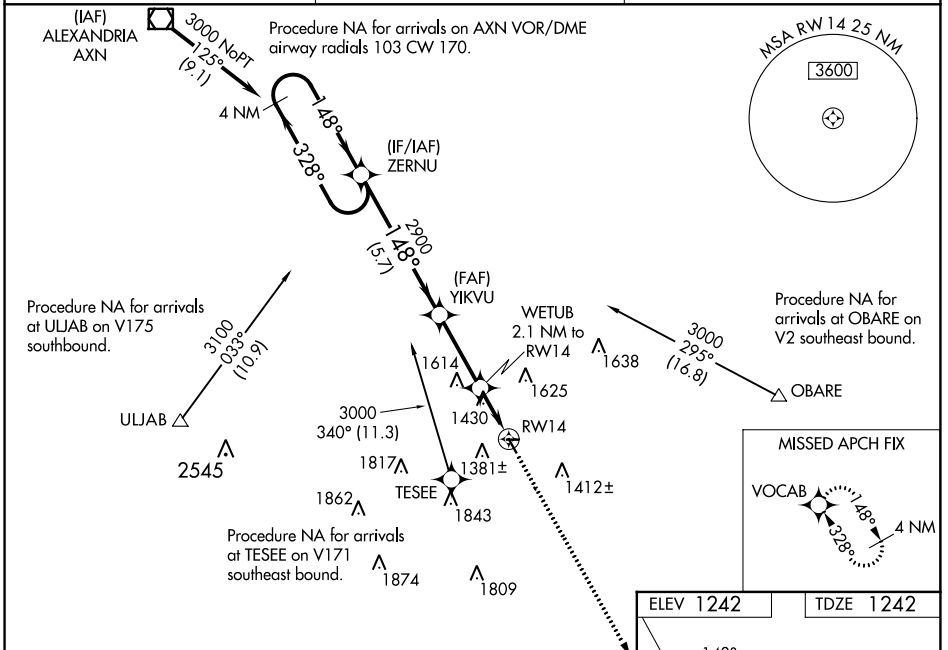 (IAF)
ALEXANDRIA
AXN
3000 NoPT
125°
(9.1)
Procedure NA for arrivals on AXN VOR/DME
airway radials 103 CW 170.
MSA RW 14 25 NM
3600
4 NM
148°
328°
(IF/IAF)
ZERNU
2900
148°
(5.7)
(FAF)
YIKVU
Procedure NA for arrivals
at ULJAB on V175
southbound.
3100
033°
(10.9)
ULJAB
2545
WETUB
2.1 NM to
RW14
1614
1430
1625
1638
3000
295°
(16.8)
OBARE
Procedure NA for
arrivals at OBARE on
V2 southeast bound.
3000
340° (11.3)
RW14
1817
1381±
1412±
TESEE
1862
1843
Procedure NA for arrivals
at TESEE on V171
southeast bound.
1874
1809
MISSED APCH FIX
VOCAB
148°
328°
4 NM
ELEV 1242
TDZE 1242